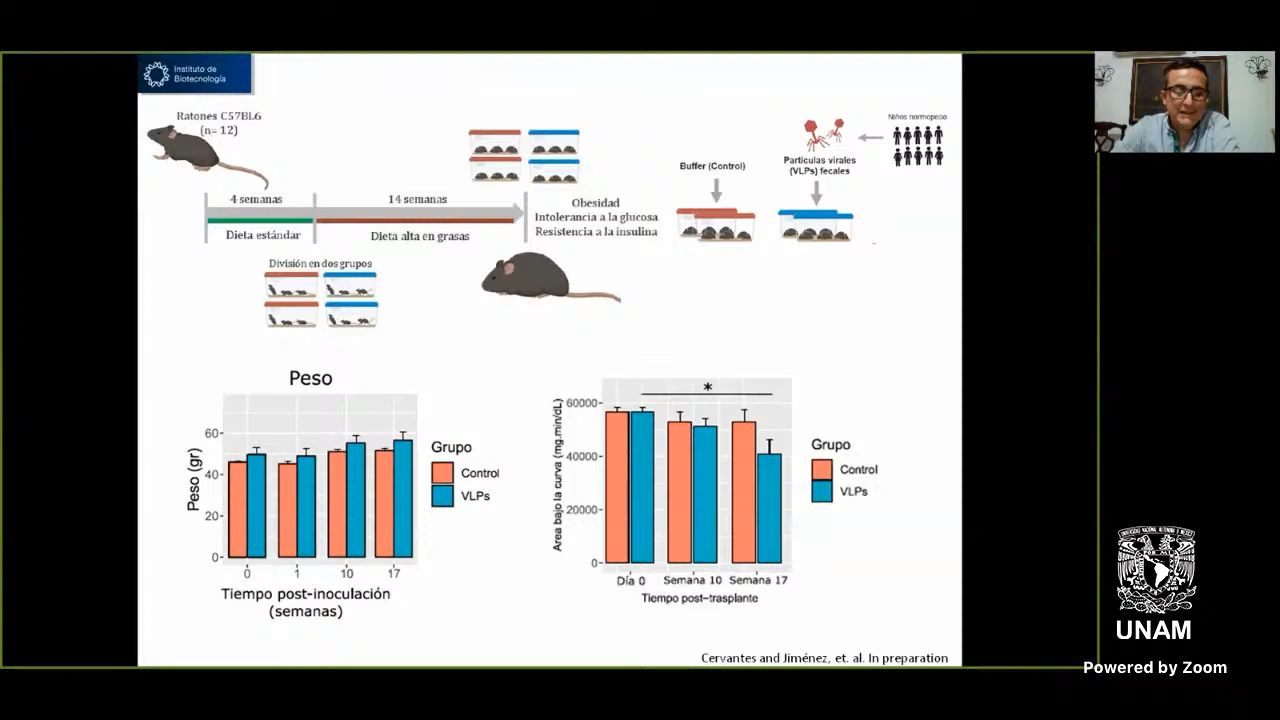 Instituto de
Biotecnología
Ratones C57BL6
(n= 12)
4 semanas
14 semanas
Dieta estándar
Dieta alta en grasas
División en dos grupos
Obesidad
Intolerancia a la glucosa
Resistencia a la insulina
Buffer (Control)
Partículas virales
(VLPs) fecales
Niños normopeso
Peso
Peso (gr)
60
40
20
0
0 1 10 17
Tiempo post-inoculación
(semanas)
Grupo
Control
VLPs
*
Area bajo la curva (mg.min/dL)
60000
40000
20000
0
Día 0 Semana 10 Semana 17
Tiempo post-trasplante
Grupo
Control
VLPs
Cervantes and Jiménez, et. al. In preparation
UNAM
Powered by Zoom